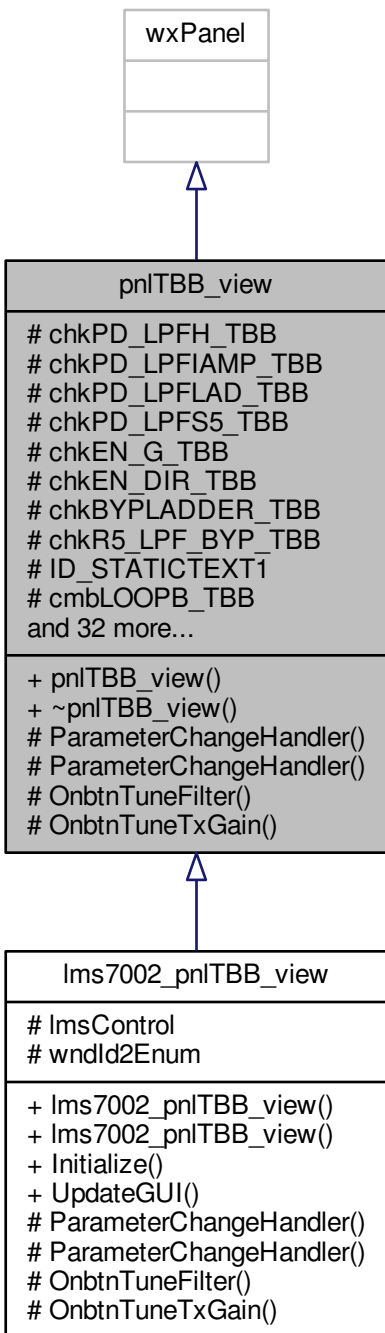 wxPanel
pnlTBB_view
# chkPD_LPFH_TBB
# chkPD_LPFIAMP_TBB
# chkPD_LPFLAD_TBB
# chkPD_LPFS5_TBB
# chkEN_G_TBB
# chkEN_DIR_TBB
# chkBYPLADDER_TBB
# chkR5_LPF_BYP_TBB
# ID_STATICTEXT1
# cmbLOOPB_TBB
and 32 more...
+ pnlTBB_view()
+ ~pnlTBB_view()
# ParameterChangeHandler()
# ParameterChangeHandler()
# OnbtnTuneFilter()
# OnbtnTuneTxGain()
lms7002_pnlTBB_view
# lmsControl
# wndId2Enum
+ lms7002_pnlTBB_view()
+ lms7002_pnlTBB_view()
+ Initialize()
+ UpdateGUI()
# ParameterChangeHandler()
# ParameterChangeHandler()
# OnbtnTuneFilter()
# OnbtnTuneTxGain()